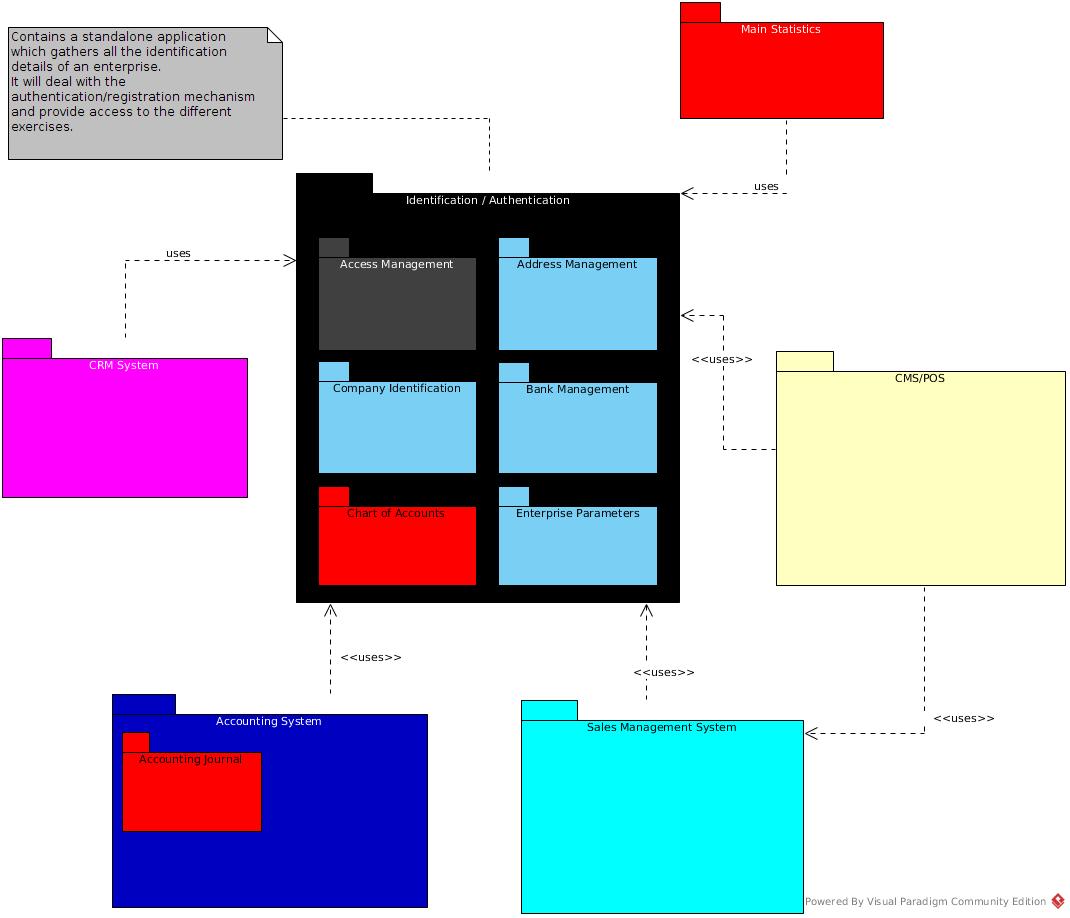 Contains a standalone application
which gathers all the identification
details of an enterprise.
It will deal with the
authentication/registration mechanism
and provide access to the different
exercises.
Main Statistics
uses
Identification / Authentication
uses
Access Management
Address Management
<<uses>>
CRM System
CMS/POS
Company Identification
Bank Management
Chart of Accounts
Enterprise Parameters
<<uses>>
<<uses>>
Accounting System
Sales Management System
<<uses>>
Accounting Journal
Powered By Visual Paradigm Community Edition